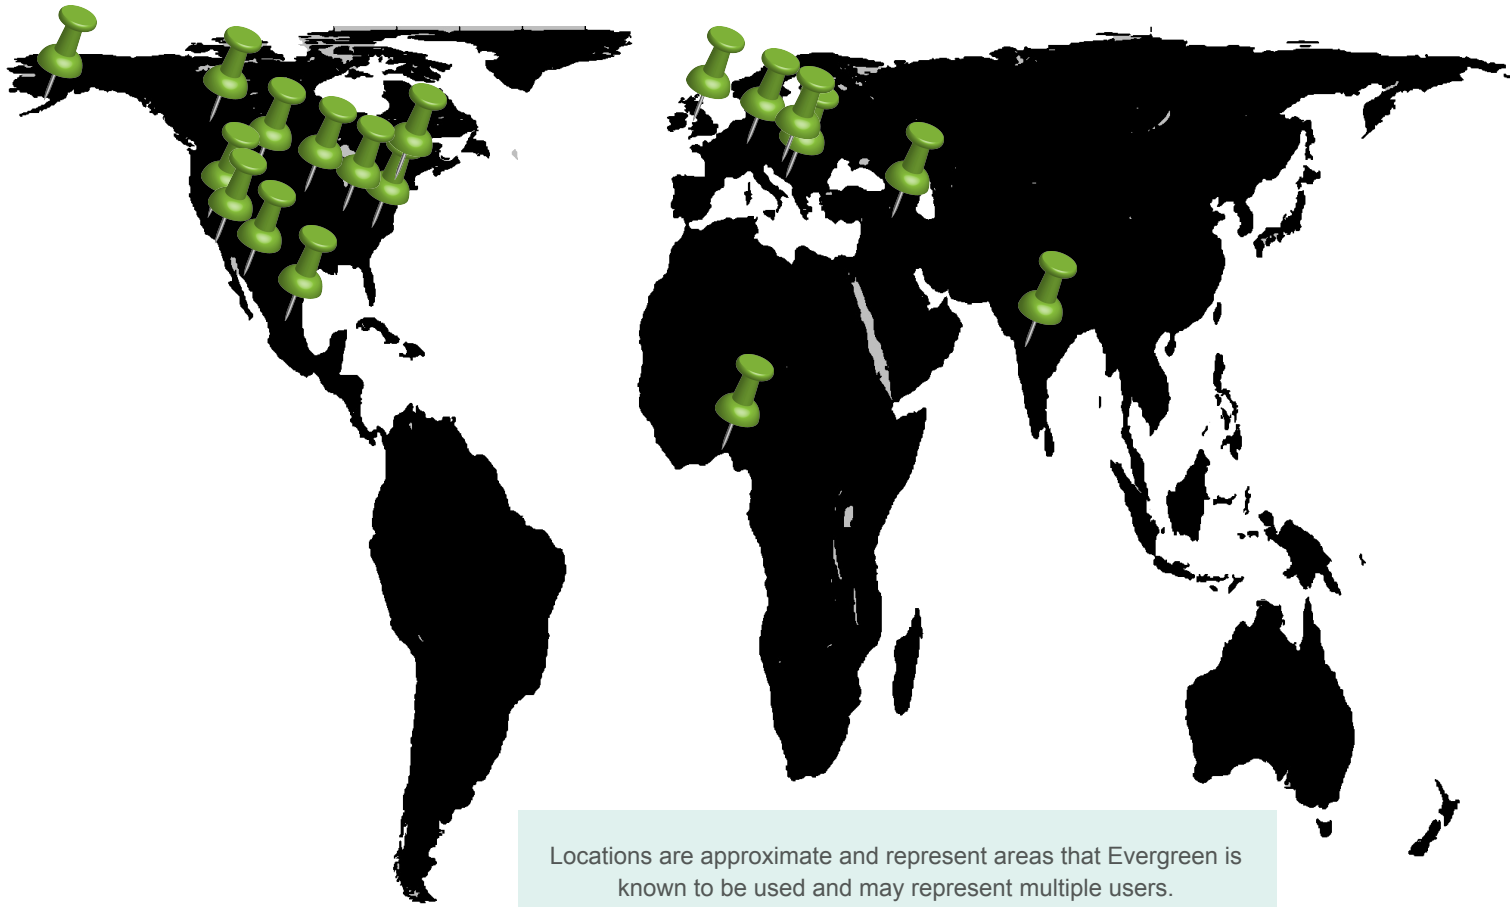 Locations are approximate and represent areas that Evergreen is
known to be used and may represent multiple users.